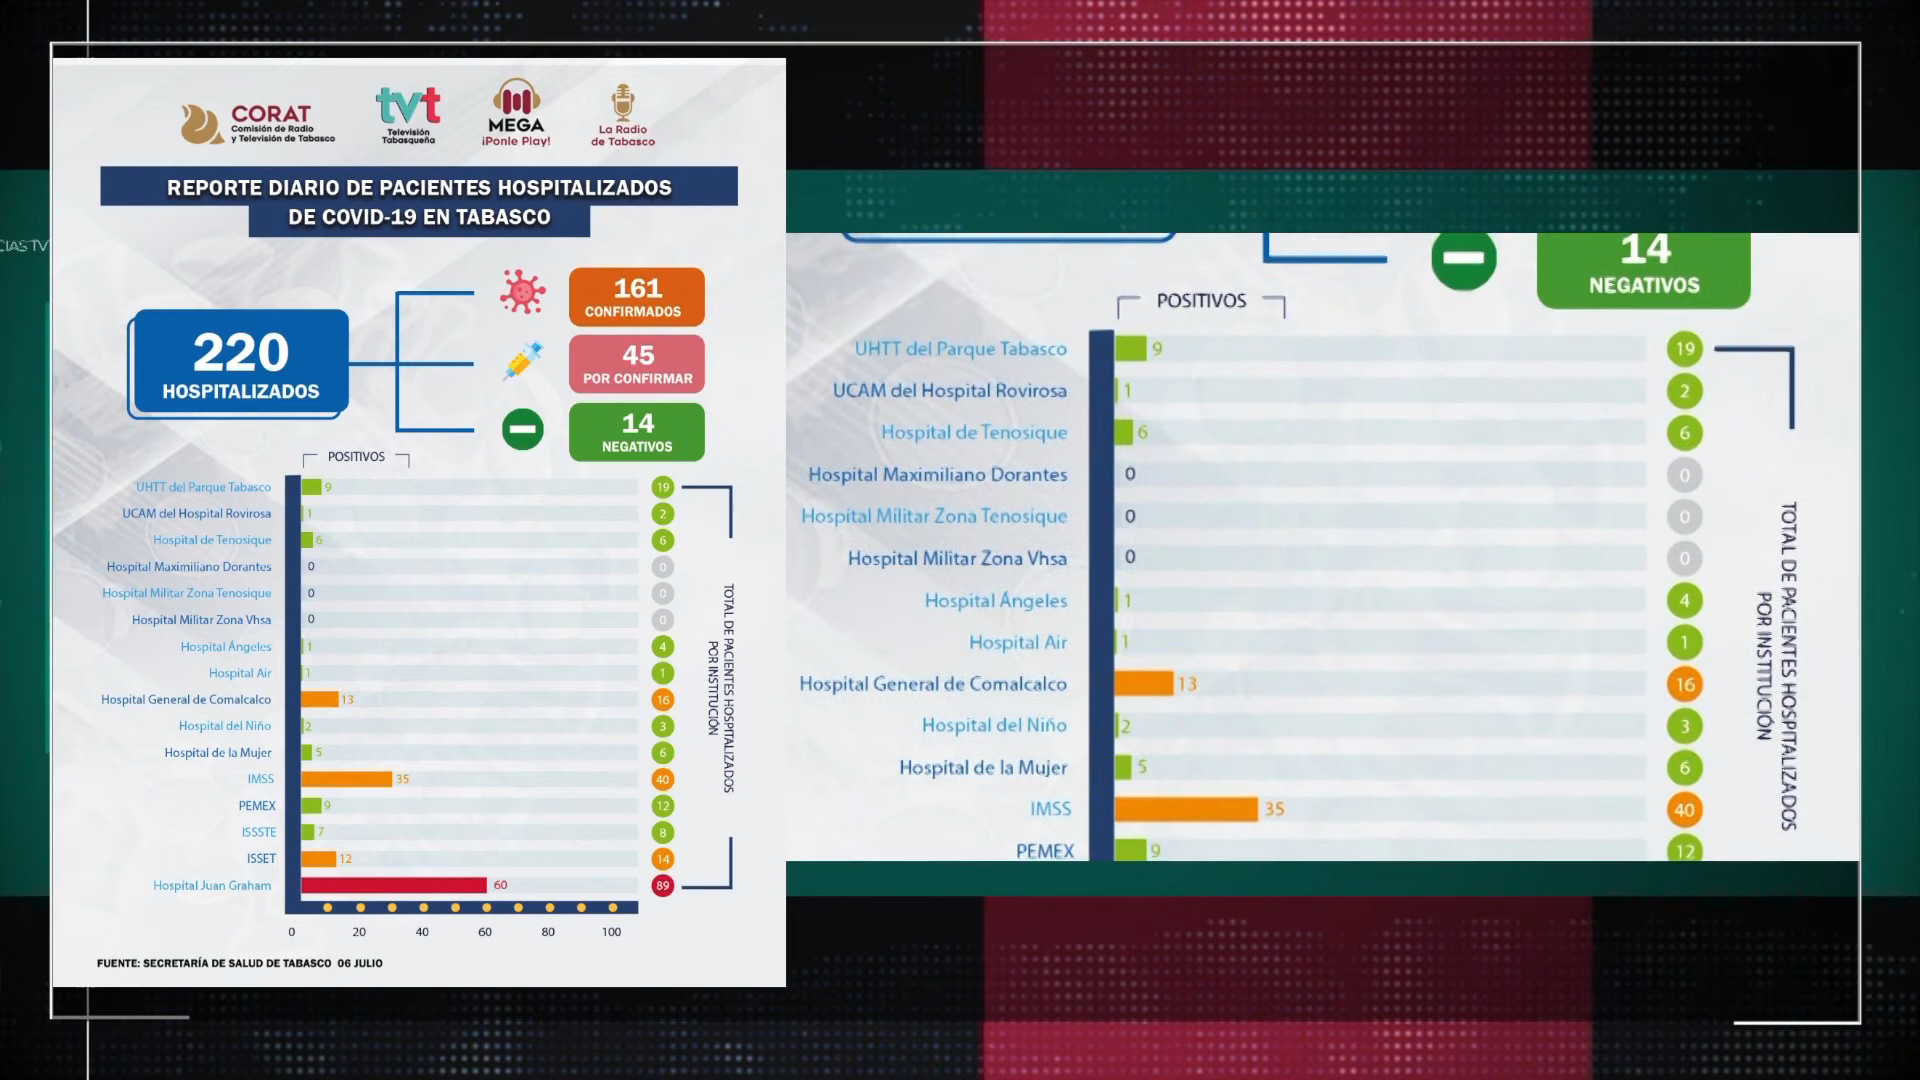 CORAT
Comisión de Radio
y Televisión de Tabasco
tvt
Televisión
Tabasqueña
MEGA
¡Ponle Play!
La Radio
de Tabasco
REPORTE DIARIO DE PACIENTES HOSPITALIZADOS
DE COVID-19 EN TABASCO
220
HOSPITALIZADOS
161
CONFIRMADOS
45
POR CONFIRMAR
14
NEGATIVOS
POSITIVOS
UHTT del Parque Tabasco 9 19
UCAM del Hospital Rovirosa 1 2
Hospital de Tenosique 6 6
Hospital Maximiliano Dorantes 0 0
Hospital Militar Zona Tenosique 0 0
Hospital Militar Zona Vhsa 0 0
Hospital Ángeles 1 4
Hospital Air 1 1
Hospital General de Comalcalco 13 16
Hospital del Niño 2 3
Hospital de la Mujer 5 6
IMSS 35 40
PEMEX 9 12
ISSSTE 7 8
ISSET 12 14
Hospital Juan Graham 60 89
0 20 40 60 80 100
TOTAL DE PACIENTES HOSPITALIZADOS
POR INSTITUCIÓN
FUENTE: SECRETARÍA DE SALUD DE TABASCO 06 JULIO
14
NEGATIVOS
POSITIVOS
UHTT del Parque Tabasco 9 19
UCAM del Hospital Rovirosa 1 2
Hospital de Tenosique 6 6
Hospital Maximiliano Dorantes 0 0
Hospital Militar Zona Tenosique 0 0
Hospital Militar Zona Vhsa 0 0
Hospital Ángeles 1 4
Hospital Air 1 1
Hospital General de Comalcalco 13 16
Hospital del Niño 2 3
Hospital de la Mujer 5 6
IMSS 35 40
PEMEX 9 12
TOTAL DE PACIENTES HOSPITALIZADOS
POR INSTITUCIÓN